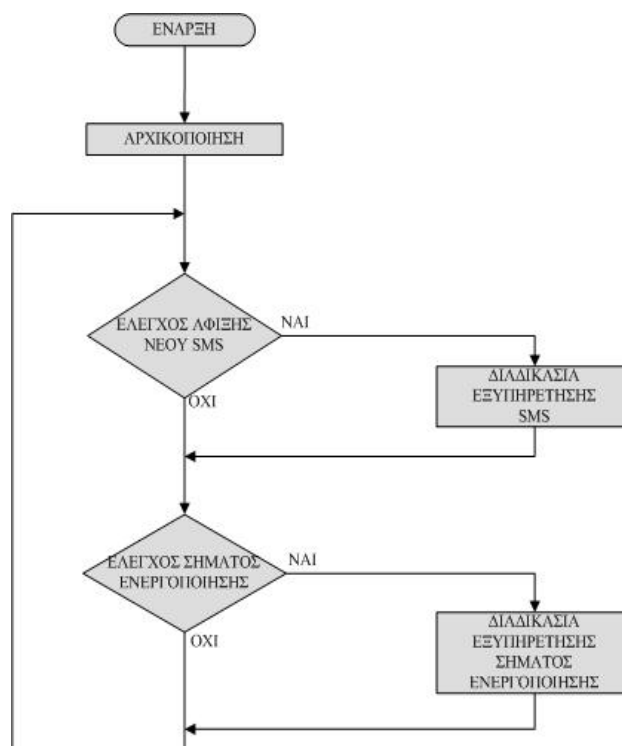 ΕΝΑΡΞΗ
ΑΡΧΙΚΟΠΟΙΗΣΗ
ΕΛΕΓΧΟΣ ΑΦΙΞΗΣ
ΝΕΟΥ SMS
ΝΑΙ
ΔΙΑΔΙΚΑΣΙΑ
ΕΞΥΠΗΡΕΤΗΣΗΣ
SMS
ΟΧΙ
ΕΛΕΓΧΟΣ ΣΗΜΑΤΟΣ
ΕΝΕΡΓΟΠΟΙΗΣΗΣ
ΝΑΙ
ΔΙΑΔΙΚΑΣΙΑ
ΕΞΥΠΗΡΕΤΗΣΗΣ
ΣΗΜΑΤΟΣ
ΕΝΕΡΓΟΠΟΙΗΣΗΣ
ΟΧΙ